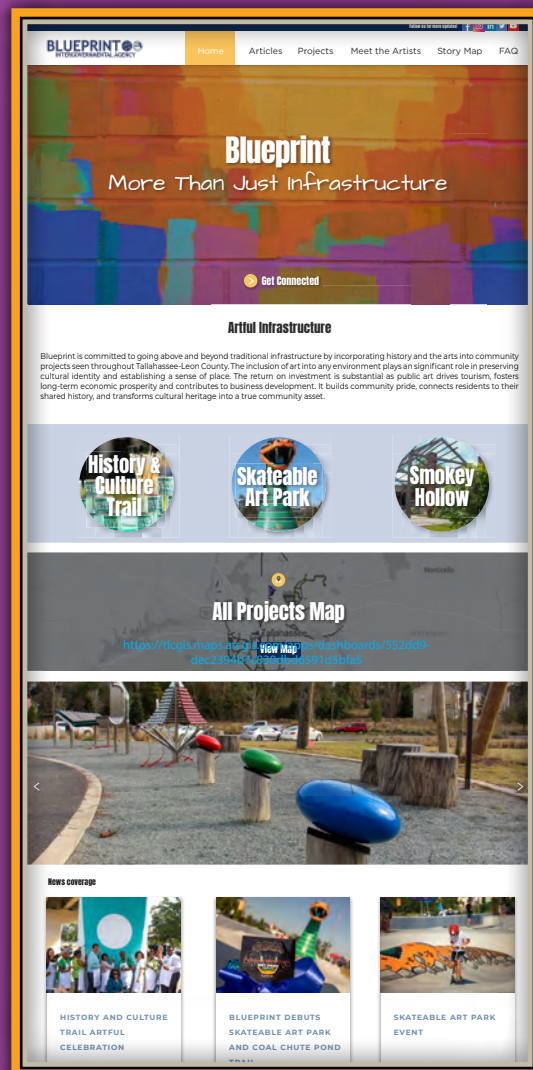 Follow us for more updates!
BLUEPRINT
INTERGOVERNMENTAL AGENCY
Home Articles Projects Meet the Artists Story Map FAQ
Blueprint
More Than Just Infrastructure
Get Connected
Artful Infrastructure
Blueprint is committed to going above and beyond traditional infrastructure by incorporating history and the arts into community
projects seen throughout Tallahassee-Leon County. The inclusion of art into any environment plays an significant role in preserving
cultural identity and establishing a sense of place. The return on investment is substantial as public art drives tourism, fosters
long-term economic prosperity and contributes to business development. It builds community pride, connects residents to their
shared history, and transforms cultural heritage into a true community asset.
History &
Culture
Trail
Skateable
Art Park
Smokey
Hollow
Monticello
All Projects Map
Tallahassee
View Map
News coverage
HISTORY AND CULTURE
TRAIL ARTFUL
CELEBRATION
BLUEPRINT DEBUTS
SKATEABLE ART PARK
AND COAL CHUTE POND
TRAIL
SKATEABLE ART PARK
EVENT